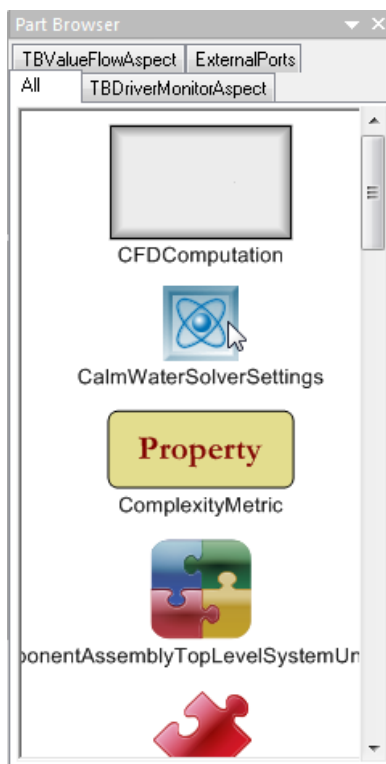 Part Browser
TBValueFlowAspect ExternalPorts
All TBDriverMonitorAspect
CFDComputation
CalmWaterSolverSettings
Property
ComplexityMetric
ponentAssemblyTopLevelSystemUn